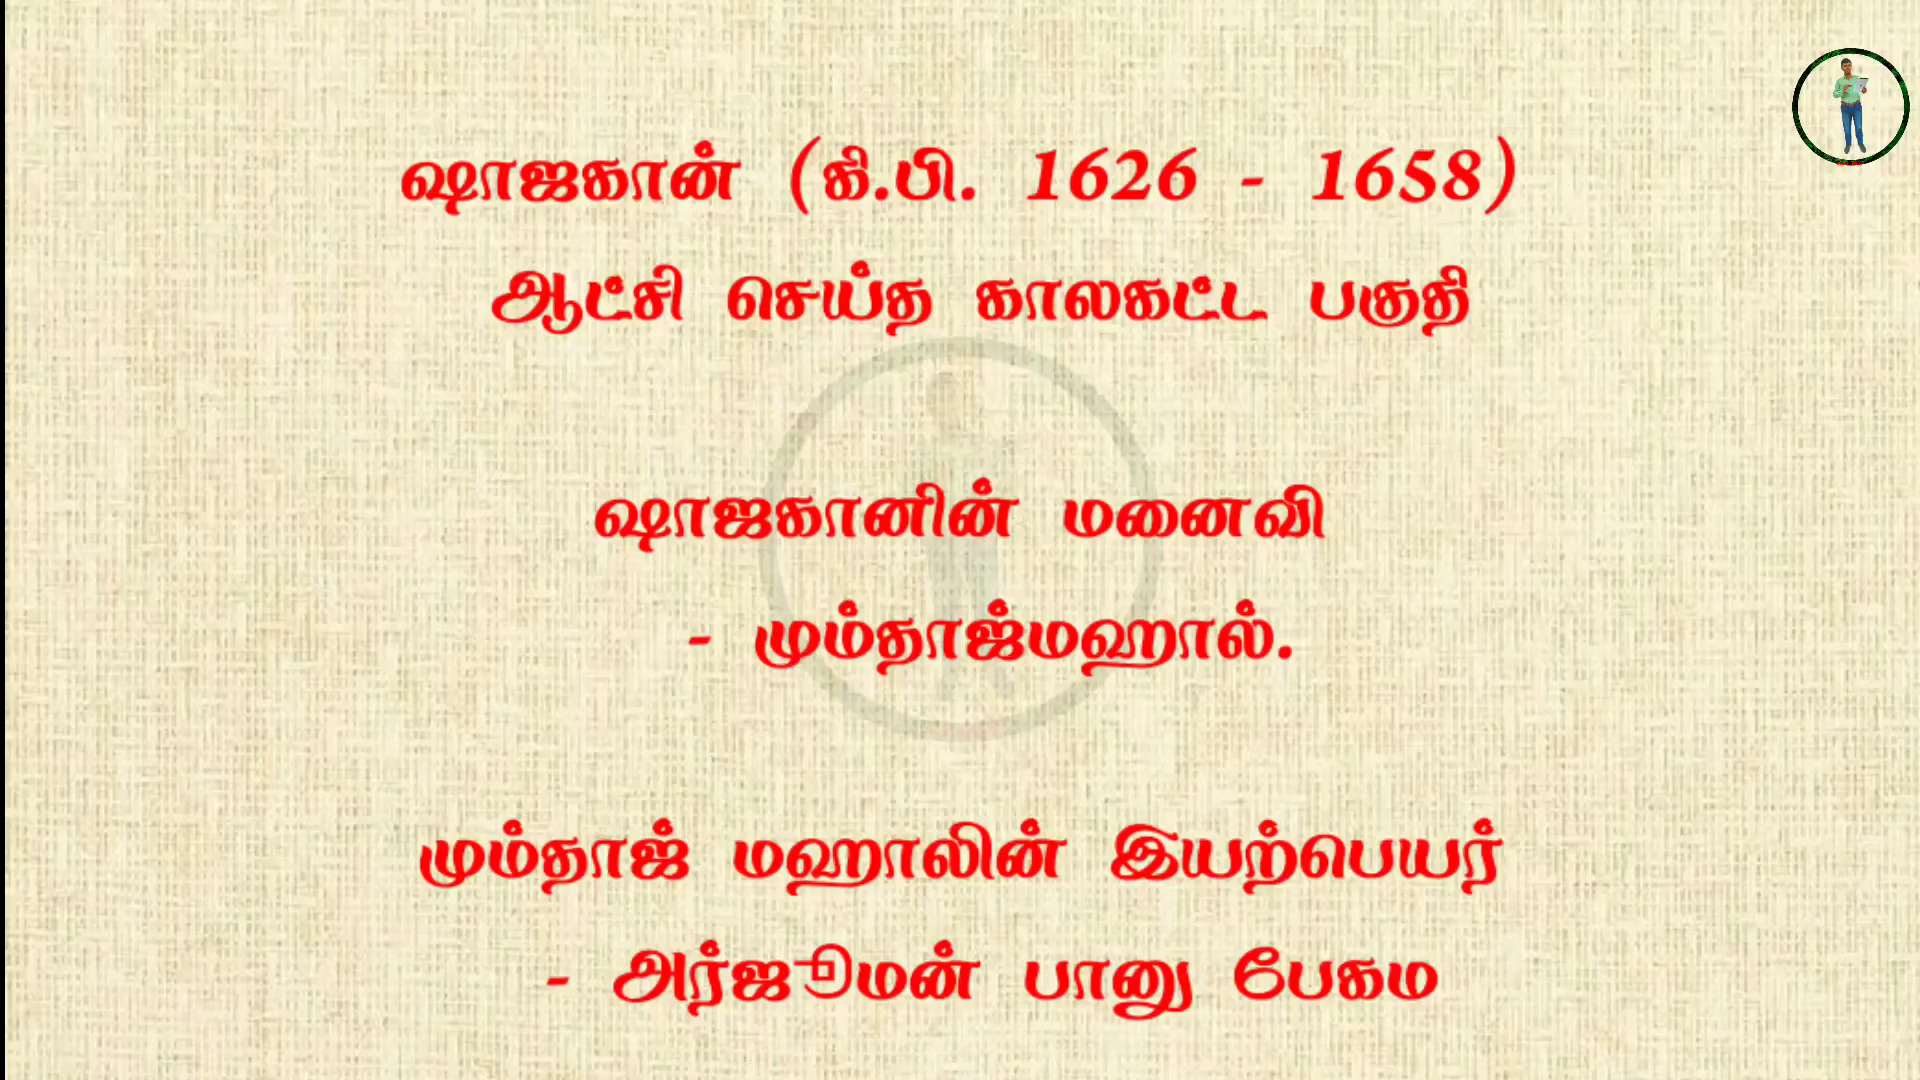 ஷாஜகான் (கி.பி. 1626 - 1658)
ஆட்சி செய்த காலகட்ட பகுதி
ஷாஜகானின் மனைவி
- மும்தாஜ்மஹால்.
மும்தாஜ் மஹாலின் இயற்பெயர்
- அர்ஜூமன் பானு பேகம